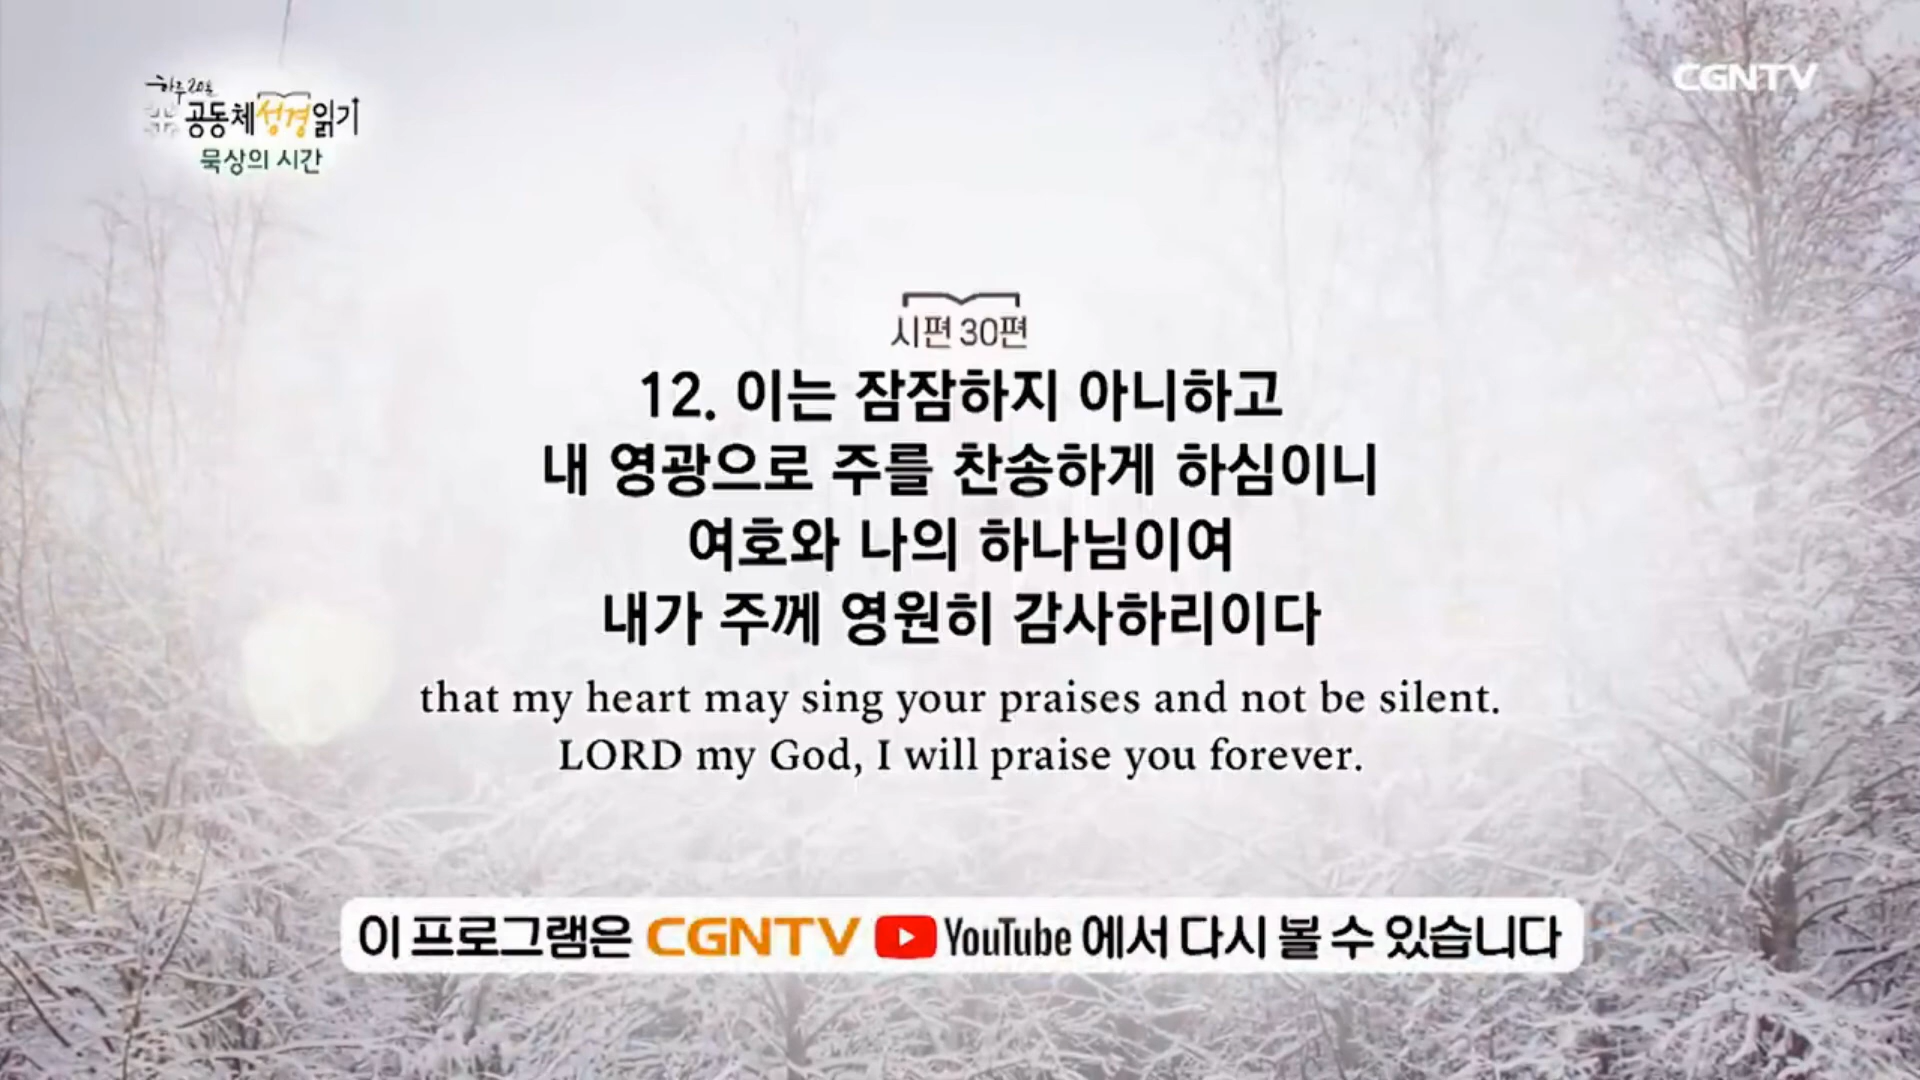 하루 20분
공동체성경읽기
묵상의 시간
CGNTV
시편 30편
12. 이는 잠잠하지 아니하고
내 영광으로 주를 찬송하게 하심이니
여호와 나의 하나님이여
내가 주께 영원히 감사하리이다
that my heart may sing your praises and not be silent.
LORD my God, I will praise you forever.
이 프로그램은 CGNTV YouTube 에서 다시 볼 수 있습니다